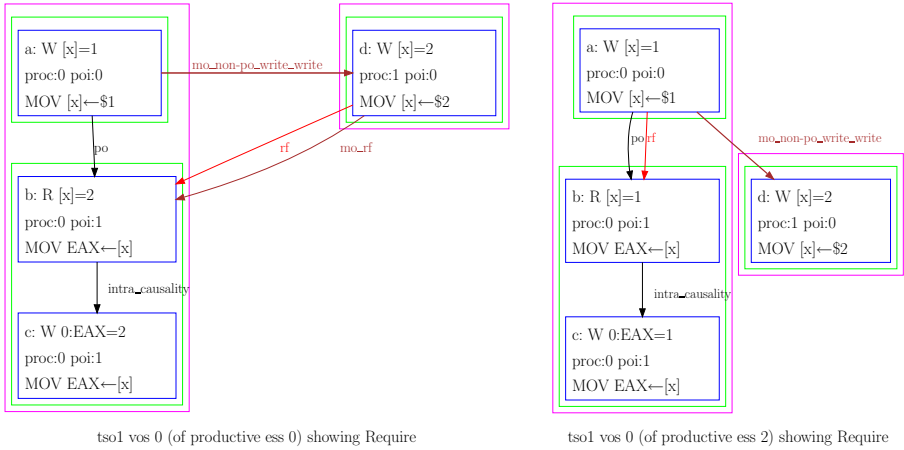 a: W [x]=1
proc:0 poi:0
MOV [x]←$1
mo_non-po_write_write
d: W [x]=2
proc:1 poi:0
MOV [x]←$2
po
rf
mo_rf
b: R [x]=2
proc:0 poi:1
MOV EAX←[x]
intra_causality
c: W 0:EAX=2
proc:0 poi:1
MOV EAX←[x]
tso1 vos 0 (of productive ess 0) showing Require
a: W [x]=1
proc:0 poi:0
MOV [x]←$1
po
rf
mo_non-po_write_write
b: R [x]=1
proc:0 poi:1
MOV EAX←[x]
d: W [x]=2
proc:1 poi:0
MOV [x]←$2
intra_causality
c: W 0:EAX=1
proc:0 poi:1
MOV EAX←[x]
tso1 vos 0 (of productive ess 2) showing Require